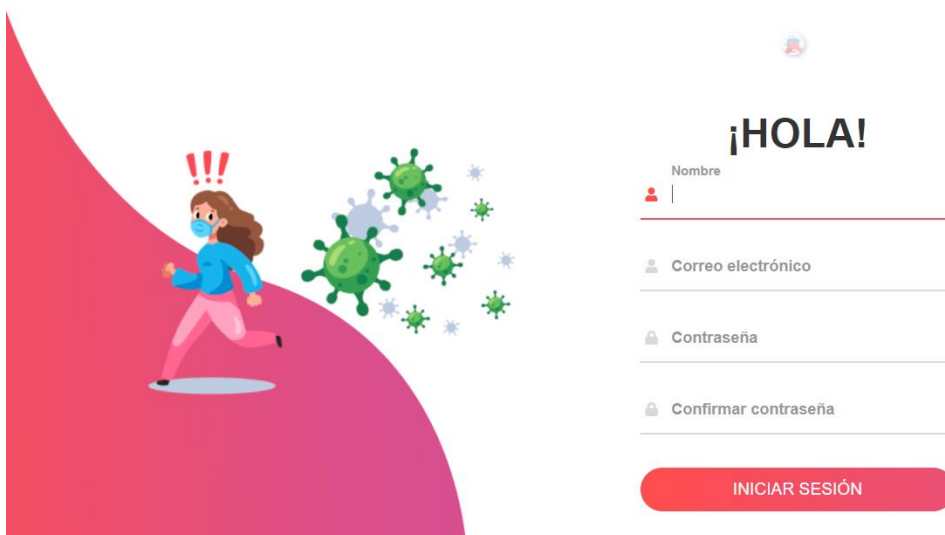 ¡HOLA!
Nombre
Correo electrónico
Contraseña
Confirmar contraseña
INICIAR SESIÓN